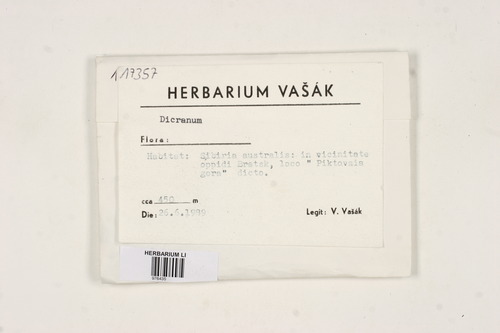 117357
HERBARIUM VAŠÁK
Dicranum
Flora:
Habitat: Sibiria australis: in vicinitate
oppidi Bratsk, loco " Piktovaia
gora" dicto.
cca 450 m
Die: 26.6.1989
Legit: V. Vašák
HERBARIUM LI